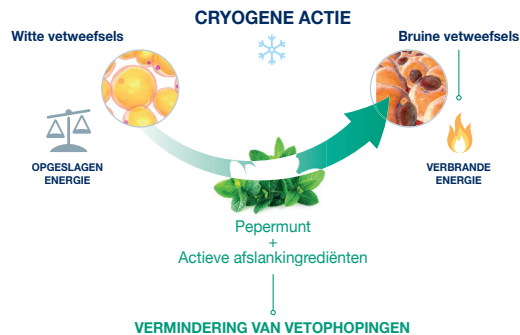 CRYOGENE ACTIE
Witte vetweefsels
Bruine vetweefsels
OPGESLAGEN
ENERGIE
VERBRANDE
ENERGIE
Pepermunt
+
Actieve afslankingrediënten
VERMINDERING VAN VETOPHOPINGEN